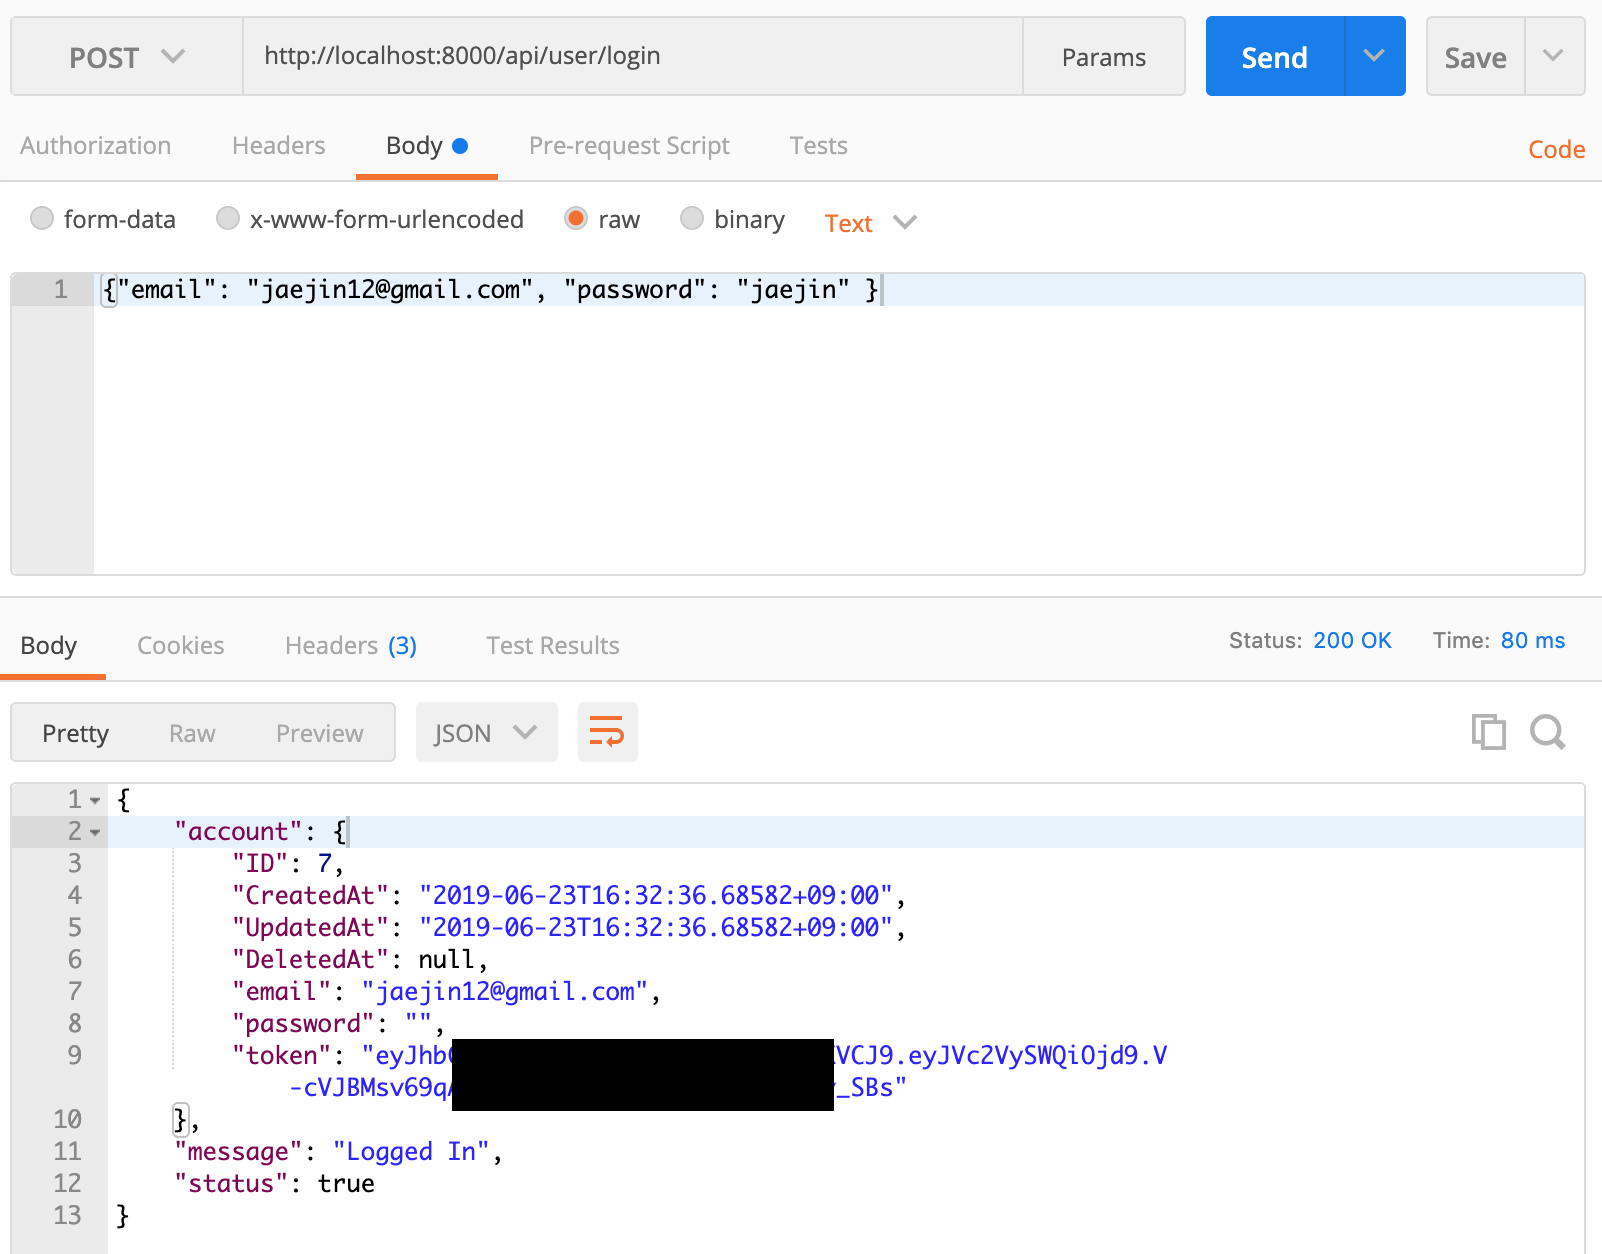 POST http://localhost:8000/api/user/login Params Send Save
Authorization Headers Body Pre-request Script Tests Code
form-data x-www-form-urlencoded raw binary Text
1 {"email": "jaejin12@gmail.com", "password": "jaejin" }
Body Cookies Headers (3) Test Results Status: 200 OK Time: 80 ms
Pretty Raw Preview JSON
1 {
2 "account": {
3 "ID": 7,
4 "CreatedAt": "2019-06-23T16:32:36.68582+09:00",
5 "UpdatedAt": "2019-06-23T16:32:36.68582+09:00",
6 "DeletedAt": null,
7 "email": "jaejin12@gmail.com",
8 "password": "",
9 "token": "eyJhb VCJ9.eyJVc2VySWQiOjd9.V
-cVJBMsv69q _SBs"
10 },
11 "message": "Logged In",
12 "status": true
13 }